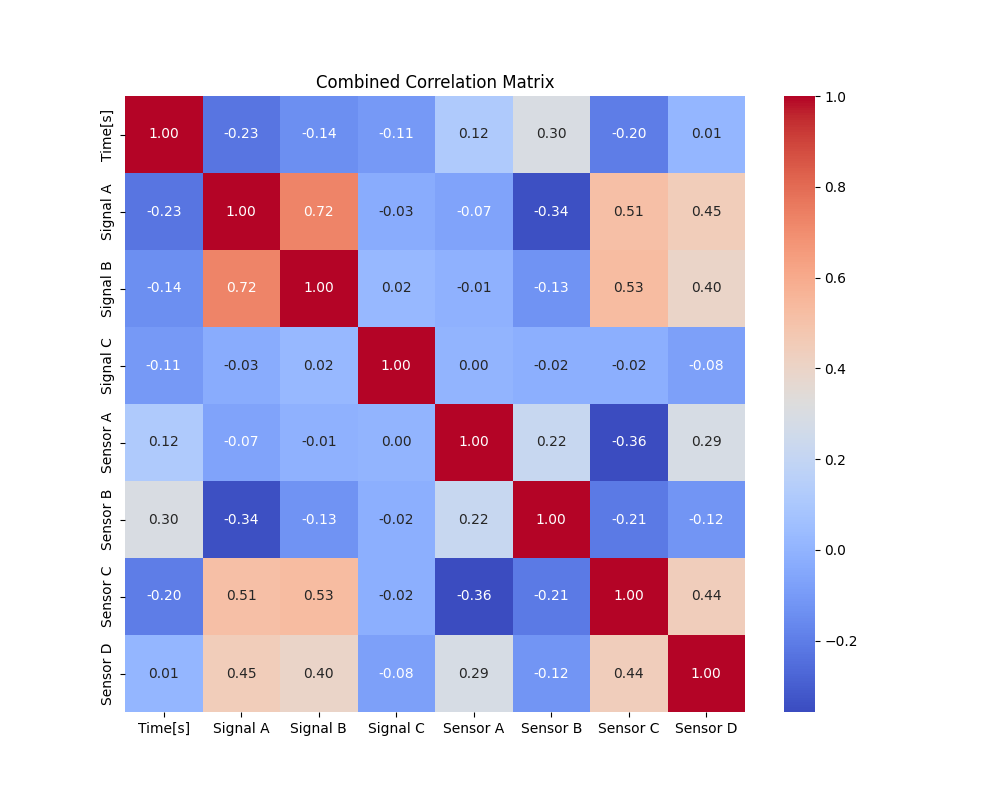 Combined Correlation Matrix
Time[s] 1.00 -0.23 -0.14 -0.11 0.12 0.30 -0.20 0.01
Signal A -0.23 1.00 0.72 -0.03 -0.07 -0.34 0.51 0.45
Signal B -0.14 0.72 1.00 0.02 -0.01 -0.13 0.53 0.40
Signal C -0.11 -0.03 0.02 1.00 0.00 -0.02 -0.02 -0.08
Sensor A 0.12 -0.07 -0.01 0.00 1.00 0.22 -0.36 0.29
Sensor B 0.30 -0.34 -0.13 -0.02 0.22 1.00 -0.21 -0.12
Sensor C -0.20 0.51 0.53 -0.02 -0.36 -0.21 1.00 0.44
Sensor D 0.01 0.45 0.40 -0.08 0.29 -0.12 0.44 1.00
Time[s] Signal A Signal B Signal C Sensor A Sensor B Sensor C Sensor D
1.0
0.8
0.6
0.4
0.2
0.0
−0.2